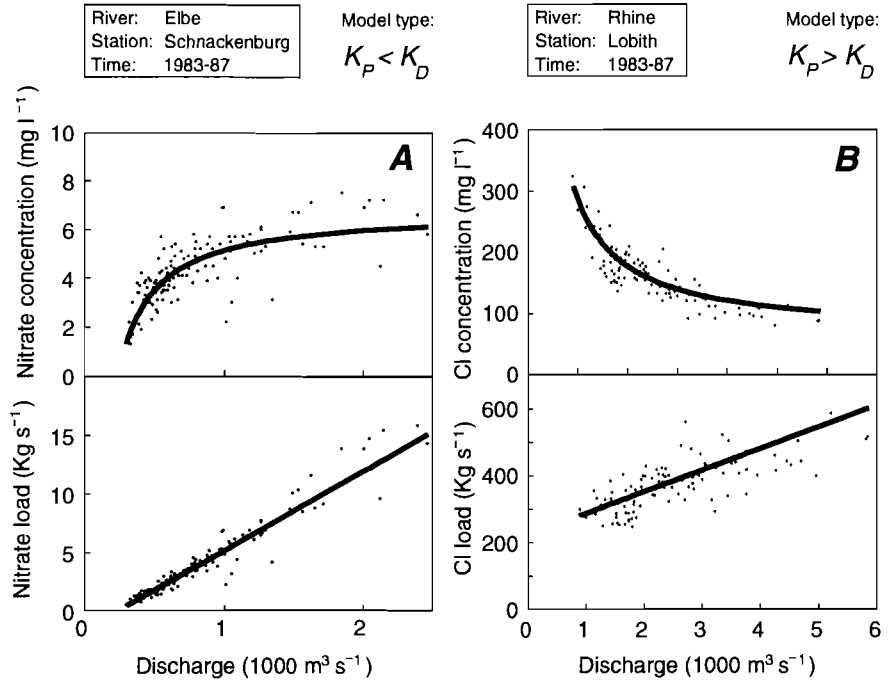 River: Elbe
Station: Schnackenburg
Time: 1983-87
Model type:
K_P < K_D
River: Rhine
Station: Lobith
Time: 1983-87
Model type:
K_P > K_D
A
Nitrate concentration (mg l⁻¹)
10
8
6
4
2
0
Nitrate load (Kg s⁻¹)
15
10
5
0
0 1 2
Discharge (1000 m³ s⁻¹)
B
Cl concentration (mg l⁻¹)
400
300
200
100
0
Cl load (Kg s⁻¹)
600
400
200
0
0 1 2 3 4 5 6
Discharge (1000 m³ s⁻¹)